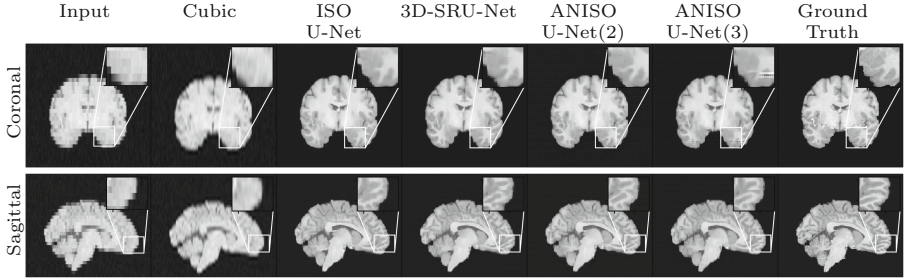 Input Cubic ISO 3D-SRU-Net ANISO ANISO Ground
U-Net U-Net(2) U-Net(3) Truth
Coronal
Sagittal